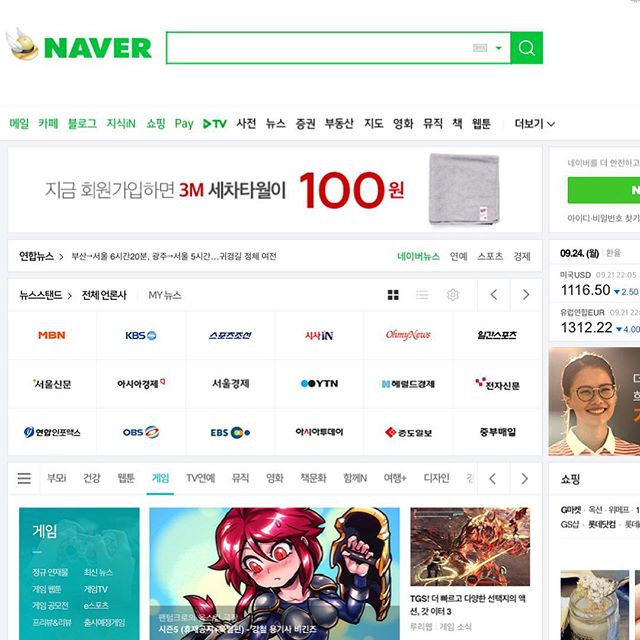 NAVER
메일 카페 블로그 지식iN 쇼핑 Pay TV 사전 뉴스 증권 부동산 지도 영화 뮤직 책 웹툰 더보기
지금 회원가입하면 3M 세차타월이 100원
네이버를 더 안전하고
N
아이디·비밀번호 찾기
연합뉴스 부산→서울 6시간20분, 광주→서울 5시간...귀경길 정체 여전
네이버뉴스 연예 스포츠 경제
09.24. (월) 환율
미국USD 09.21 22:05
1116.50 ▼2.50
유럽연합EUR 09.21 22:
1312.22 ▼4.00
뉴스스탠드 전체 언론사 MY 뉴스
MBN KBS 스포츠조선 시사IN OhmyNews 일간스포츠
서울신문 아시아경제 서울경제 YTN 헤럴드경제 전자신문
연합인포맥스 OBS EBS 아시아투데이 중도일보 중부매일
부모i 건강 웹툰 게임 TV연예 뮤직 영화 책문화 함께N 여행+ 디자인
쇼핑
G마켓 · 옥션 · 위메프
GS샵 · 롯데닷컴 · 롯데
게임
정규 연재물 최신 뉴스
게임 웹툰 게임TV
게임 공모전 e스포츠
프리뷰&리뷰 출시예정게임
시즌5 (휴재공지+특별편) - 강철 용기사 비긴즈
TGS! 더 빠르고 다양한 선택지의 액션, 갓 이터 3
루리웹 게임 소식